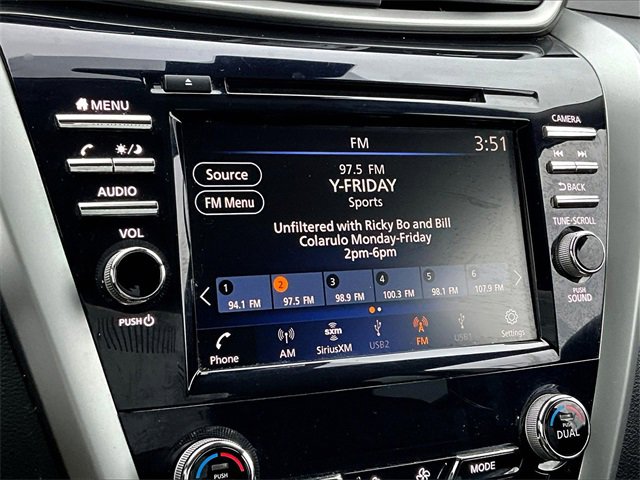 MENU
CAMERA
FM
3:51
Source
97.5 FM
Y-FRIDAY
Sports
FM Menu
AUDIO
BACK
TUNE·SCROLL
Unfiltered with Ricky Bo and Bill
Colarulo Monday-Friday
2pm-6pm
VOL
PUSH
PUSH
SOUND
1 2 3 4 5 6
94.1 FM 97.5 FM 98.9 FM 100.3 FM 98.1 FM 107.9 FM
Phone
AM
sxm
SiriusXM
USB2
FM
USB1
Settings
PUSH
DUAL
PUSH
MODE